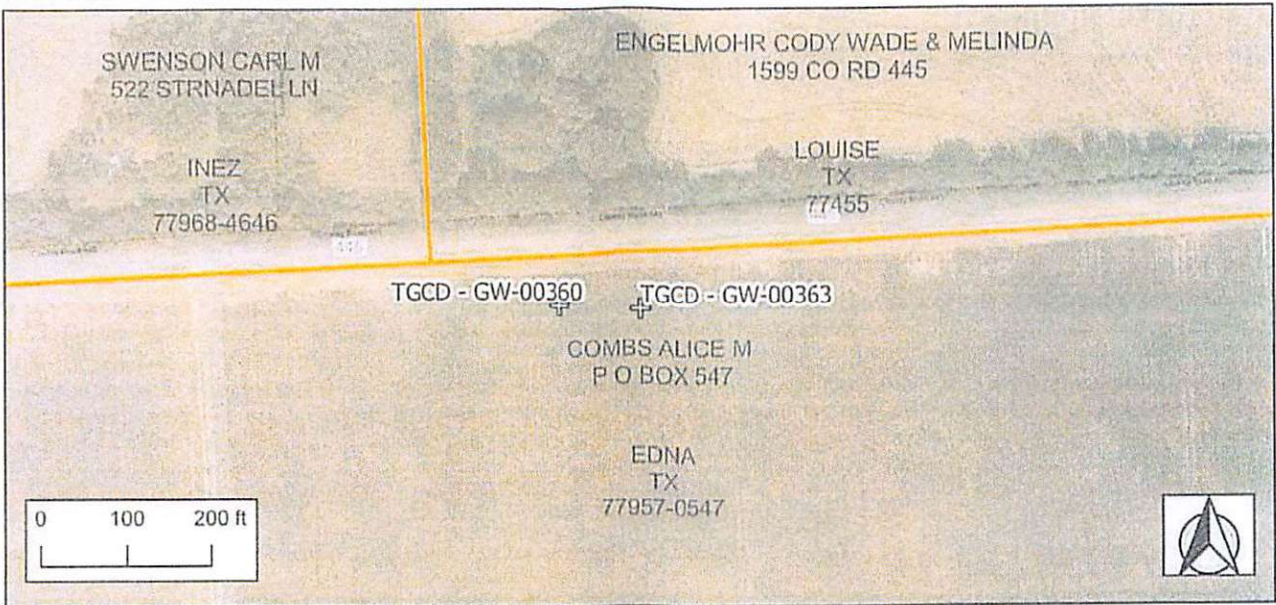 SWENSON CARL M
522 STRNADEL LN
INEZ
TX
77968-4646
ENGELMOHR CODY WADE & MELINDA
1599 CO RD 445
LOUISE
TX
77455
TGCD - GW-00360
TGCD - GW-00363
COMBS ALICE M
P O BOX 547
EDNA
TX
77957-0547
0 100 200 ft